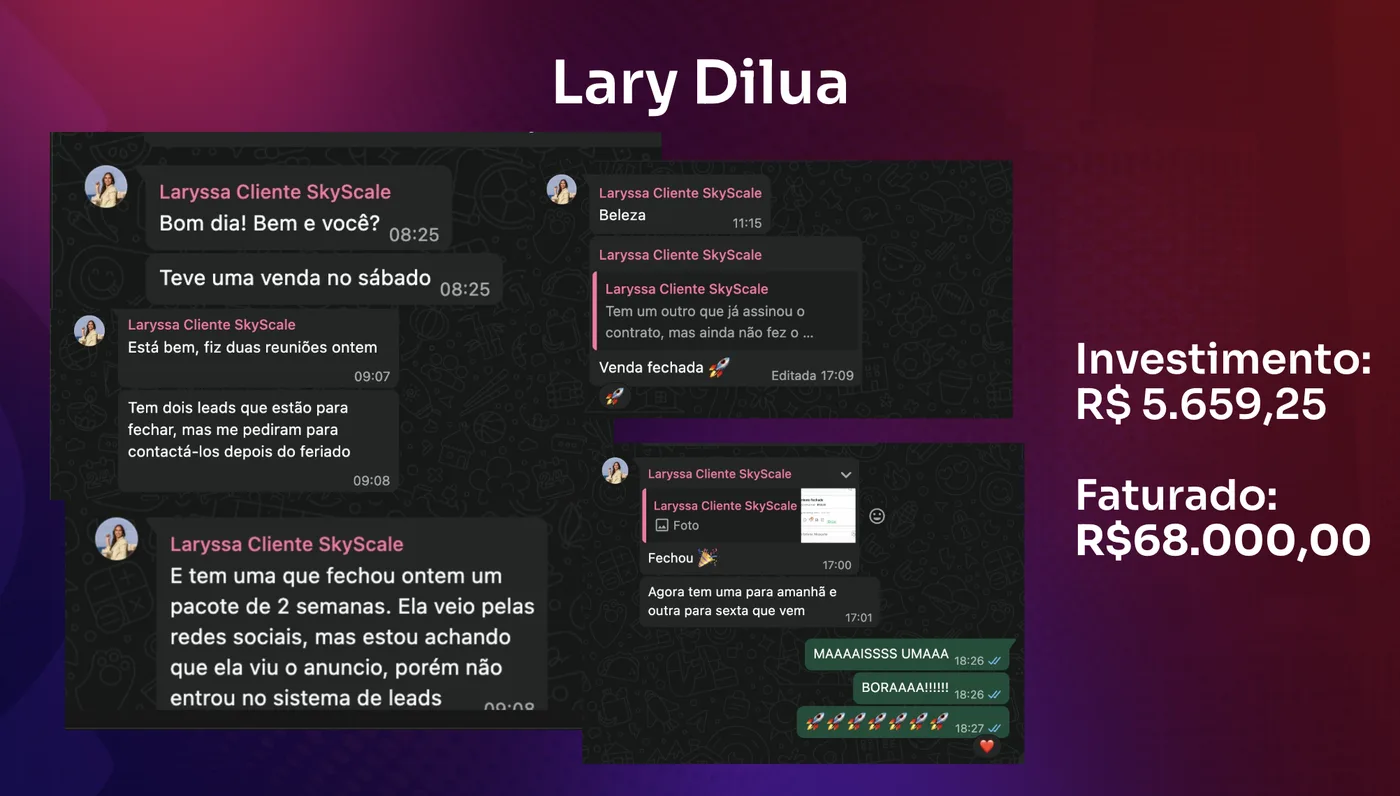 Lary Dilua
Laryssa Cliente SkyScale
Bom dia! Bem e você? 08:25
Teve uma venda no sábado 08:25
Laryssa Cliente SkyScale
Está bem, fiz duas reuniões ontem
09:07
Tem dois leads que estão para
fechar, mas me pediram para
contactá-los depois do feriado
09:08
Laryssa Cliente SkyScale
E tem uma que fechou ontem um
pacote de 2 semanas. Ela veio pelas
redes sociais, mas estou achando
que ela viu o anuncio, porém não
entrou no sistema de leads
09:08
Laryssa Cliente SkyScale
Beleza
11:15
Laryssa Cliente SkyScale
Laryssa Cliente SkyScale
Tem um outro que já assinou o
contrato, mas ainda não fez o ...
Venda fechada 🚀 Editada 17:09
🚀
Laryssa Cliente SkyScale
Laryssa Cliente SkyScale
Foto
Fechou 🎉 17:00
Agora tem uma para amanhã e
outra para sexta que vem 17:01
MAAAAISSSS UMAAA 18:26
BORAAAA!!!!!! 18:26
🚀🚀🚀🚀🚀🚀🚀 18:27
❤️
Investimento:
R$ 5.659,25
Faturado:
R$68.000,00